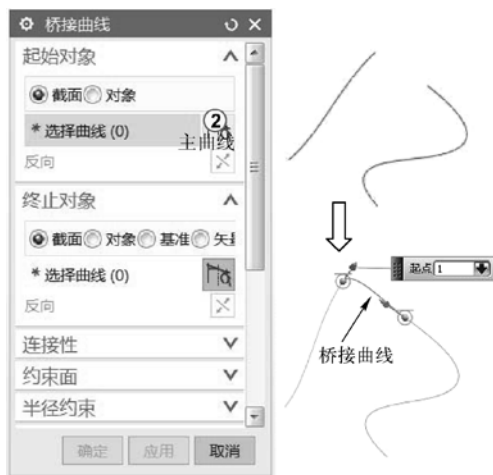 桥接曲线
起始对象
截面 对象
* 选择曲线 (0)
②
主曲线
反向
终止对象
截面 对象 基准 矢量
* 选择曲线 (0)
反向
连接性
约束面
半径约束
确定 应用 取消
起点 1
桥接曲线